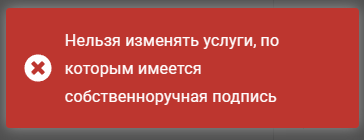 Нельзя изменять услуги, по
которым имеется
собственноручная подпись